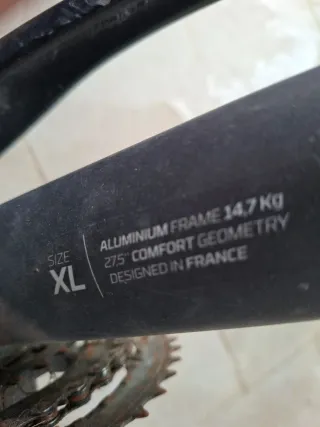 SIZE
XL
ALUMINIUM FRAME 14,7 Kg
27.5" COMFORT GEOMETRY
DESIGNED IN FRANCE